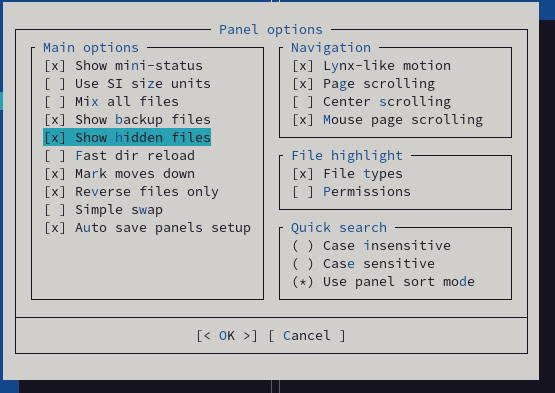 Panel options
Main options
[x] Show mini-status
[ ] Use SI size units
[ ] Mix all files
[x] Show backup files
[x] Show hidden files
[ ] Fast dir reload
[x] Mark moves down
[x] Reverse files only
[ ] Simple swap
[x] Auto save panels setup
Navigation
[x] Lynx-like motion
[x] Page scrolling
[ ] Center scrolling
[x] Mouse page scrolling
File highlight
[x] File types
[ ] Permissions
Quick search
( ) Case insensitive
( ) Case sensitive
(*) Use panel sort mode
[< OK >] [ Cancel ]